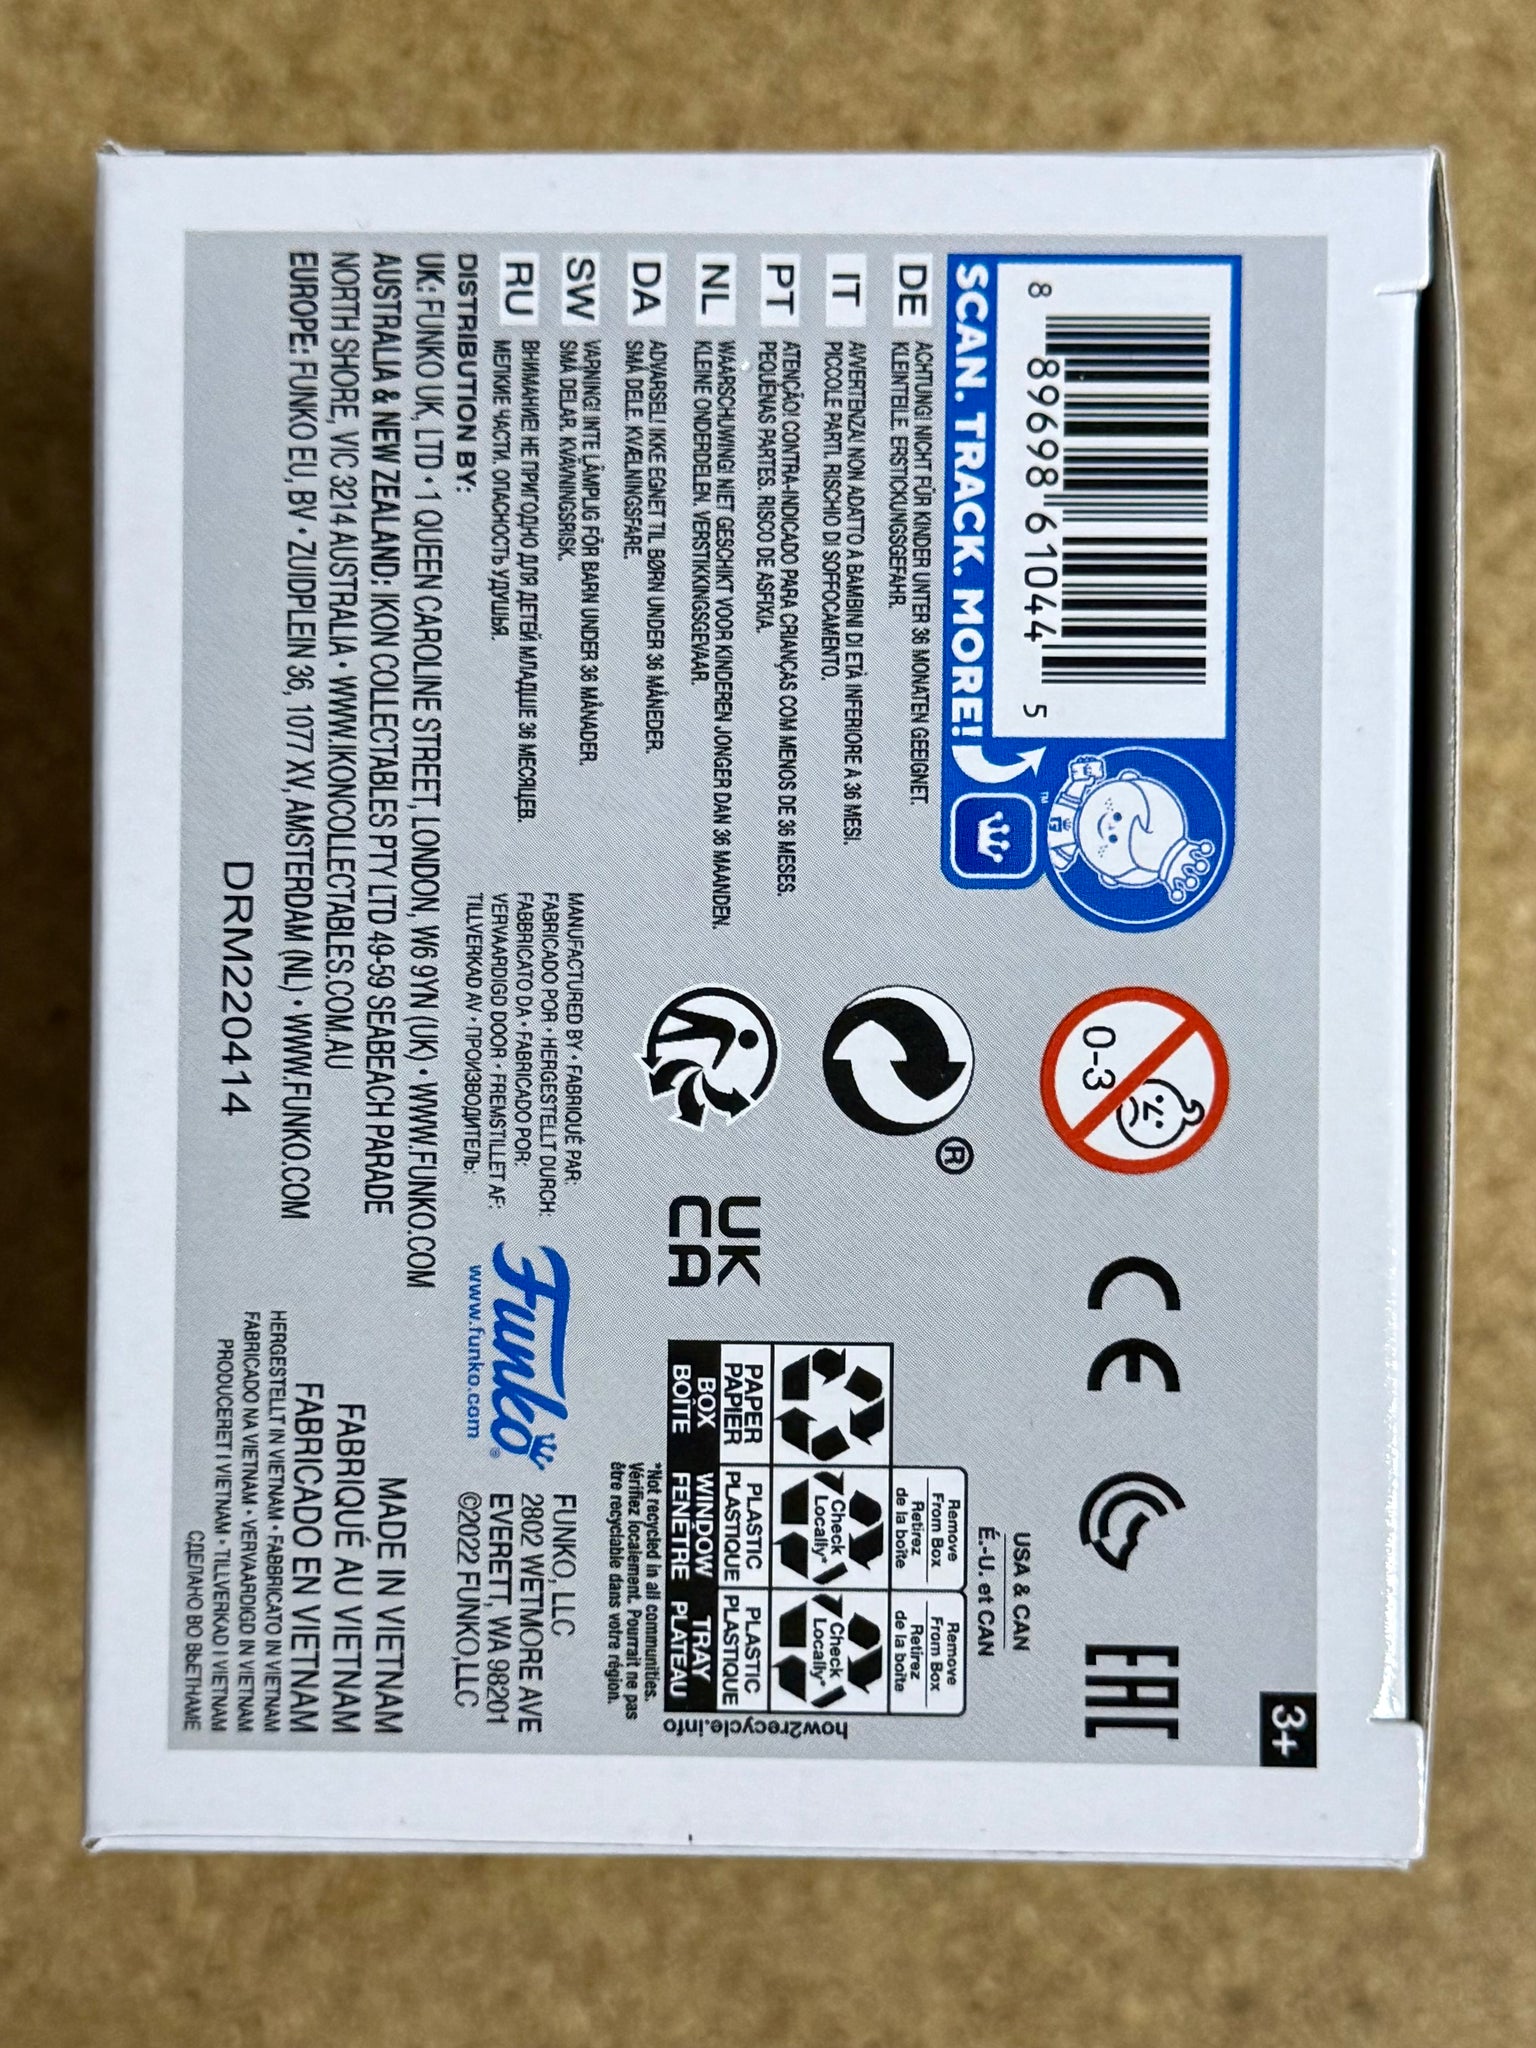 3+
8 89698 61044 5
SCAN. TRACK. MORE!
TM
0-3
CE
EAC
DE
ACHTUNG! NICHT FÜR KINDER UNTER 36 MONATEN GEEIGNET.
KLEINTEILE. ERSTICKUNGSGEFAHR.
IT
AVVERTENZA! NON ADATTO A BAMBINI DI ETÀ INFERIORE A 36 MESI.
PICCOLE PARTI. RISCHIO DI SOFFOCAMENTO.
PT
ATENÇÃO! CONTRA-INDICADO PARA CRIANÇAS COM MENOS DE 36 MESES.
PEQUENAS PARTES. RISCO DE ASFIXIA.
NL
WAARSCHUWING! NIET GESCHIKT VOOR KINDEREN JONGER DAN 36 MAANDEN.
KLEINE ONDERDELEN. VERSTIKKINGSGEVAAR.
DA
ADVARSEL! IKKE EGNET TIL BØRN UNDER 36 MÅNEDER.
SMÅ DELE. KVÆLNINGSFARE.
SW
VARNING! INTE LÄMPLIG FÖR BARN UNDER 36 MÅNADER.
SMÅ DELAR. KVÄVNINGSRISK.
RU
ВНИМАНИЕ! НЕ ПРИГОДНО ДЛЯ ДЕТЕЙ МЛАДШЕ 36 МЕСЯЦЕВ.
МЕЛКИЕ ЧАСТИ. ОПАСНОСТЬ УДУШЬЯ.
®
UK
CA
USA & CAN
É.-U. et CAN
Remove
From Box
Retirez
de la boîte
Remove
From Box
Retirez
de la boîte
Check
Locally*
Check
Locally*
PAPER
PAPIER
PLASTIC
PLASTIQUE
PLASTIC
PLASTIQUE
BOX
BOÎTE
WINDOW
FENÊTRE
TRAY
PLATEAU
how2recycle.info
*Not recycled in all communities.
Vérifiez localement. Pourrait ne pas
être recyclable dans votre région.
MANUFACTURED BY • FABRIQUÉ PAR:
FABRICADO POR • HERGESTELLT DURCH:
FABBRICATO DA • FABRICADO POR:
VERVAARDIGD DOOR • FREMSTILLET AF:
TILLVERKAD AV • ПРОИЗВОДИТЕЛЬ:
Funko®
www.funko.com
FUNKO, LLC
2802 WETMORE AVE
EVERETT, WA 98201
©2022 FUNKO,LLC
DISTRIBUTION BY:
UK: FUNKO UK, LTD • 1 QUEEN CAROLINE STREET, LONDON, W6 9YN (UK) • WWW.FUNKO.COM
AUSTRALIA & NEW ZEALAND: IKON COLLECTABLES PTY LTD 49-59 SEABEACH PARADE
NORTH SHORE, VIC 3214 AUSTRALIA • WWW.IKONCOLLECTABLES.COM.AU
EUROPE: FUNKO EU, BV • ZUIDPLEIN 36, 1077 XV, AMSTERDAM (NL) • WWW.FUNKO.COM
MADE IN VIETNAM
FABRIQUÉ AU VIETNAM
FABRICADO EN VIETNAM
HERGESTELLT IN VIETNAM • FABBRICATO IN VIETNAM
FABRICADO NA VIETNAM • VERVAARDIGD IN VIETNAM
PRODUCERET I VIETNAM • TILLVERKAD I VIETNAM
СДЕЛАНО ВО ВЬЕТНАМЕ
DRM220414